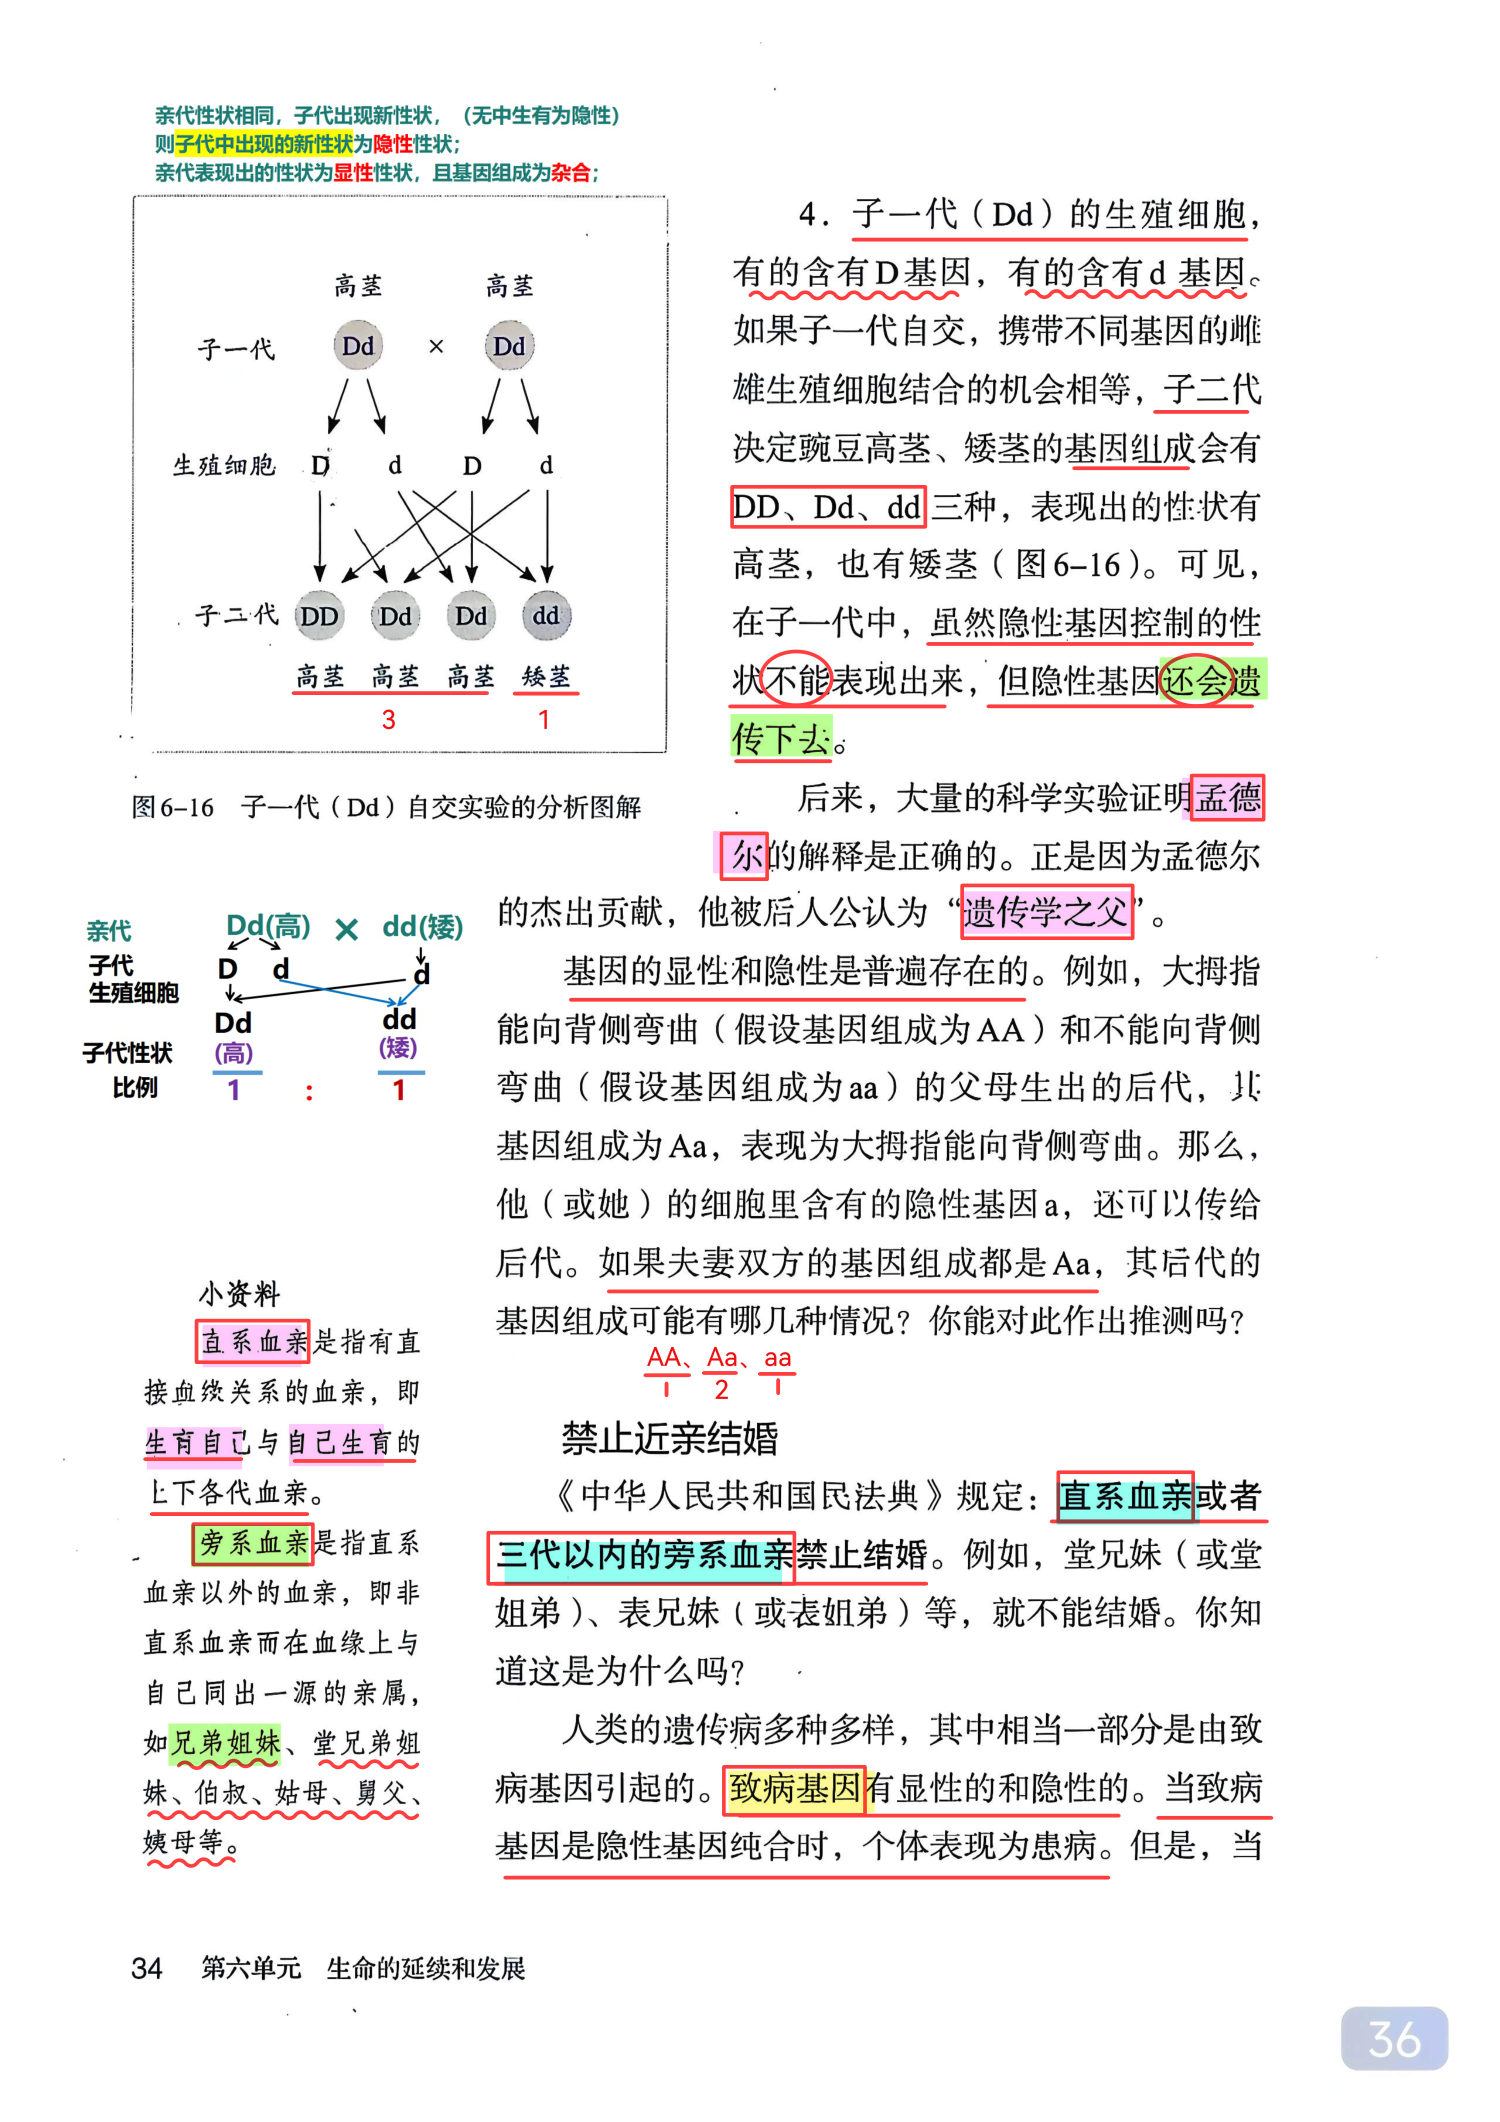 亲代性状相同，子代出现新性状，（无中生有为隐性）
则子代中出现的新性状为隐性性状；
亲代表现出的性状为显性性状，且基因组成为杂合；
高茎 高茎
子一代 Dd × Dd
生殖细胞 D d D d
子二代 DD Dd Dd dd
高茎 高茎 高茎 矮茎
3 1
图6-16 子一代（Dd）自交实验的分析图解
4. 子一代（Dd）的生殖细胞，
有的含有D基因，有的含有d 基因。
如果子一代自交，携带不同基因的雌
雄生殖细胞结合的机会相等，子二代
决定豌豆高茎、矮茎的基因组成会有
DD、Dd、dd三种，表现出的性状有
高茎，也有矮茎（图6-16）。可见，
在子一代中，虽然隐性基因控制的性
状不能表现出来，但隐性基因还会遗
传下去。
后来，大量的科学实验证明孟德
尔的解释是正确的。正是因为孟德尔
的杰出贡献，他被后人公认为“遗传学之父”。
基因的显性和隐性是普遍存在的。例如，大拇指
能向背侧弯曲（假设基因组成为AA）和不能向背侧
弯曲（假设基因组成为aa）的父母生出的后代，其
基因组成为Aa，表现为大拇指能向背侧弯曲。那么，
他（或她）的细胞里含有的隐性基因a，还可以传给
后代。如果夫妻双方的基因组成都是Aa，其后代的
基因组成可能有哪几种情况？你能对此作出推测吗？
AA、Aa、aa
1 2 1
亲代 Dd(高) × dd(矮)
子代
生殖细胞 D d d
Dd dd
子代性状 (高) (矮)
比例 1 : 1
小资料
直系血亲是指有直
接血缘关系的血亲，即
生育自己与自己生育的
上下各代血亲。
旁系血亲是指直系
血亲以外的血亲，即非
直系血亲而在血缘上与
自己同出一源的亲属，
如兄弟姐妹、堂兄弟姐
妹、伯叔、姑母、舅父、
姨母等。
禁止近亲结婚
《中华人民共和国民法典》规定：直系血亲或者
三代以内的旁系血亲禁止结婚。例如，堂兄妹（或堂
姐弟）、表兄妹（或表姐弟）等，就不能结婚。你知
道这是为什么吗？
人类的遗传病多种多样，其中相当一部分是由致
病基因引起的。致病基因有显性的和隐性的。当致病
基因是隐性基因纯合时，个体表现为患病。但是，当
34 第六单元 生命的延续和发展
36